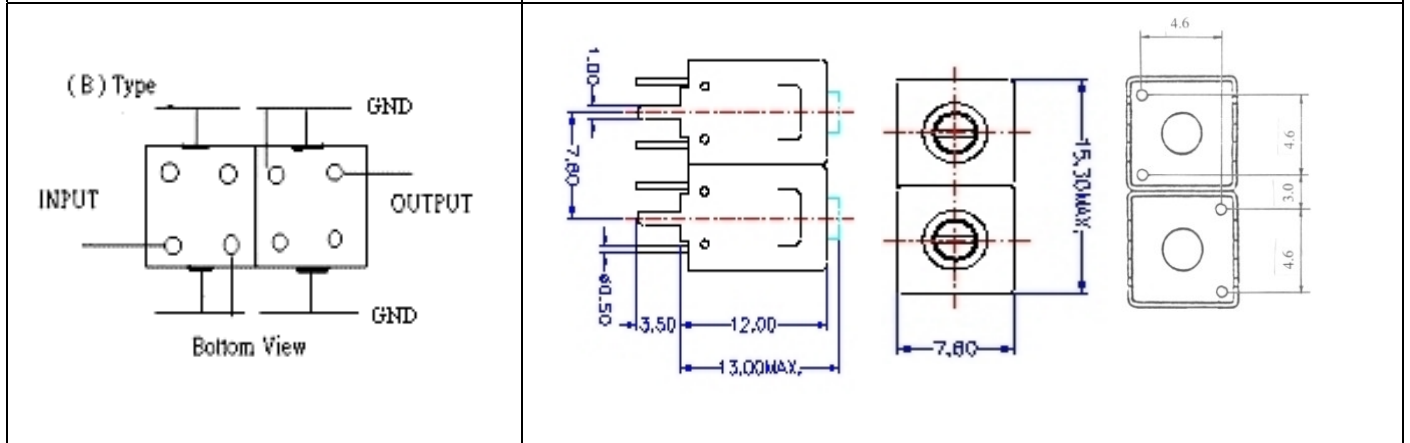 ( B ) Type
GND
INPUT
OUTPUT
GND
Bottom View
1.00
7.60
ø0.50
3.50
12.00
13.00MAX.
15.30MAX.
7.60
4.6
4.6
3.0
4.6